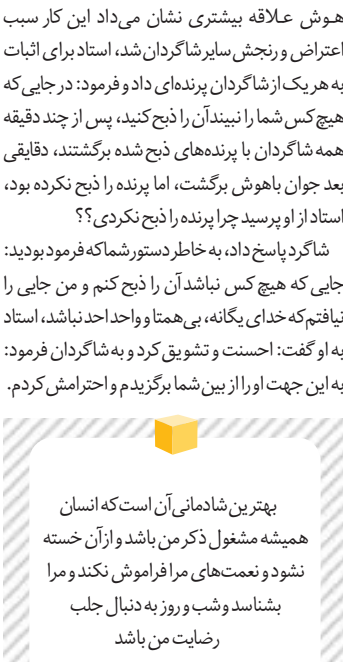 هـوش عـلاقه بیشتری نشان می‌داد این کار سبب
اعتراض و رنجش سایر شاگردان شد، استاد برای اثبات
به هر یک از شاگردان پرنده‌ای داد و فرمود: در جایی که
هیچ کس شما را نبیند آن را ذبح کنید، پس از چند دقیقه
همه شاگردان با پرنده‌های ذبح شده برگشتند، دقایقی
بعد جوان باهوش برگشت، اما پرنده را ذبح نکرده بود،
استاد از او پرسید چرا پرنده را ذبح نکردی؟؟
شاگرد پاسخ داد، به خاطر دستور شما که فرمود بودید:
جایی که هیچ کس نباشد آن را ذبح کنم و من جایی را
نیافتم که خدای یگانه، بی‌همتا و واحد احد نباشد، استاد
به او گفت: احسنت و تشویق کرد و به شاگردان فرمود:
به این جهت او را از بین شما برگزیدم و احترامش کردم.
بهترین شادمانی آن است که انسان
همیشه مشغول ذکر من باشد و از آن خسته
نشود و نعمت‌های مرا فراموش نکند و مرا
بشناسد و شب و روز به دنبال جلب
رضایت من باشد